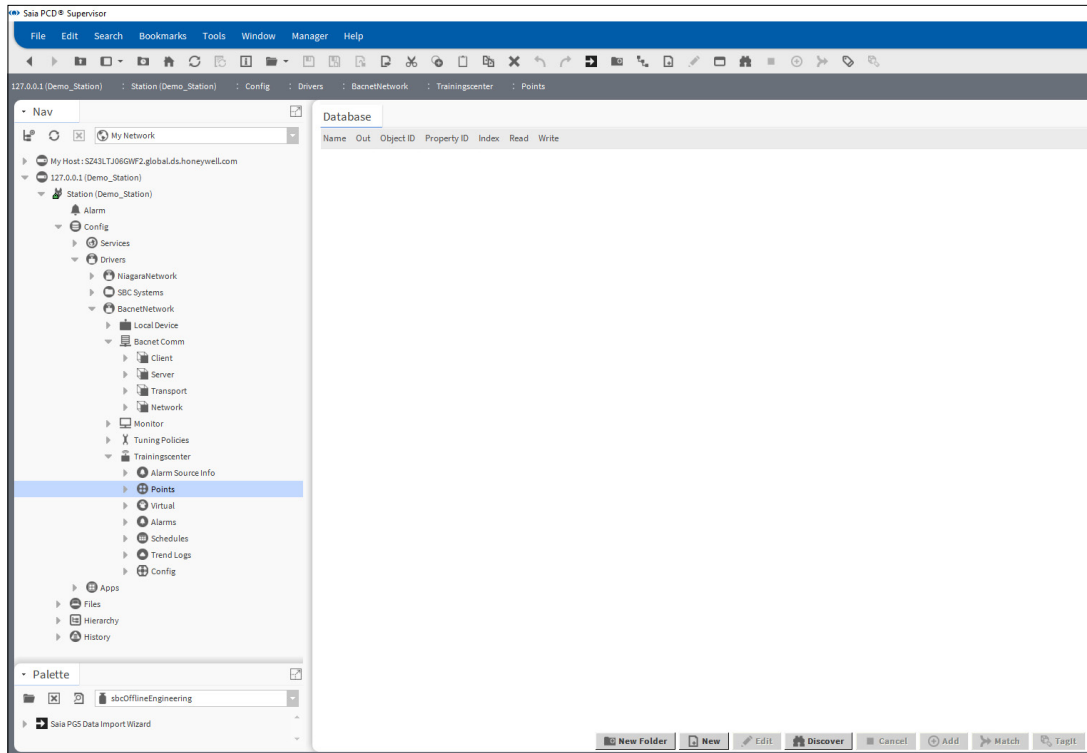 Saia PCD® Supervisor
File Edit Search Bookmarks Tools Window Manager Help
127.0.0.1 (Demo_Station) : Station (Demo_Station) : Config : Drivers : BacnetNetwork : Trainingscenter : Points
Nav
My Network
My Host : SZ43LTJ06GWF2.global.ds.honeywell.com
127.0.0.1 (Demo_Station)
Station (Demo_Station)
Alarm
Config
Services
Drivers
NiagaraNetwork
SBC Systems
BacnetNetwork
Local Device
Bacnet Comm
Client
Server
Transport
Network
Monitor
Tuning Policies
Trainingscenter
Alarm Source Info
Points
Virtual
Alarms
Schedules
Trend Logs
Config
Apps
Files
Hierarchy
History
Palette
sbcOfflineEngineering
Saia PG5 Data Import Wizard
Database
Name Out Object ID Property ID Index Read Write
New Folder New Edit Discover Cancel Add Match TagIt